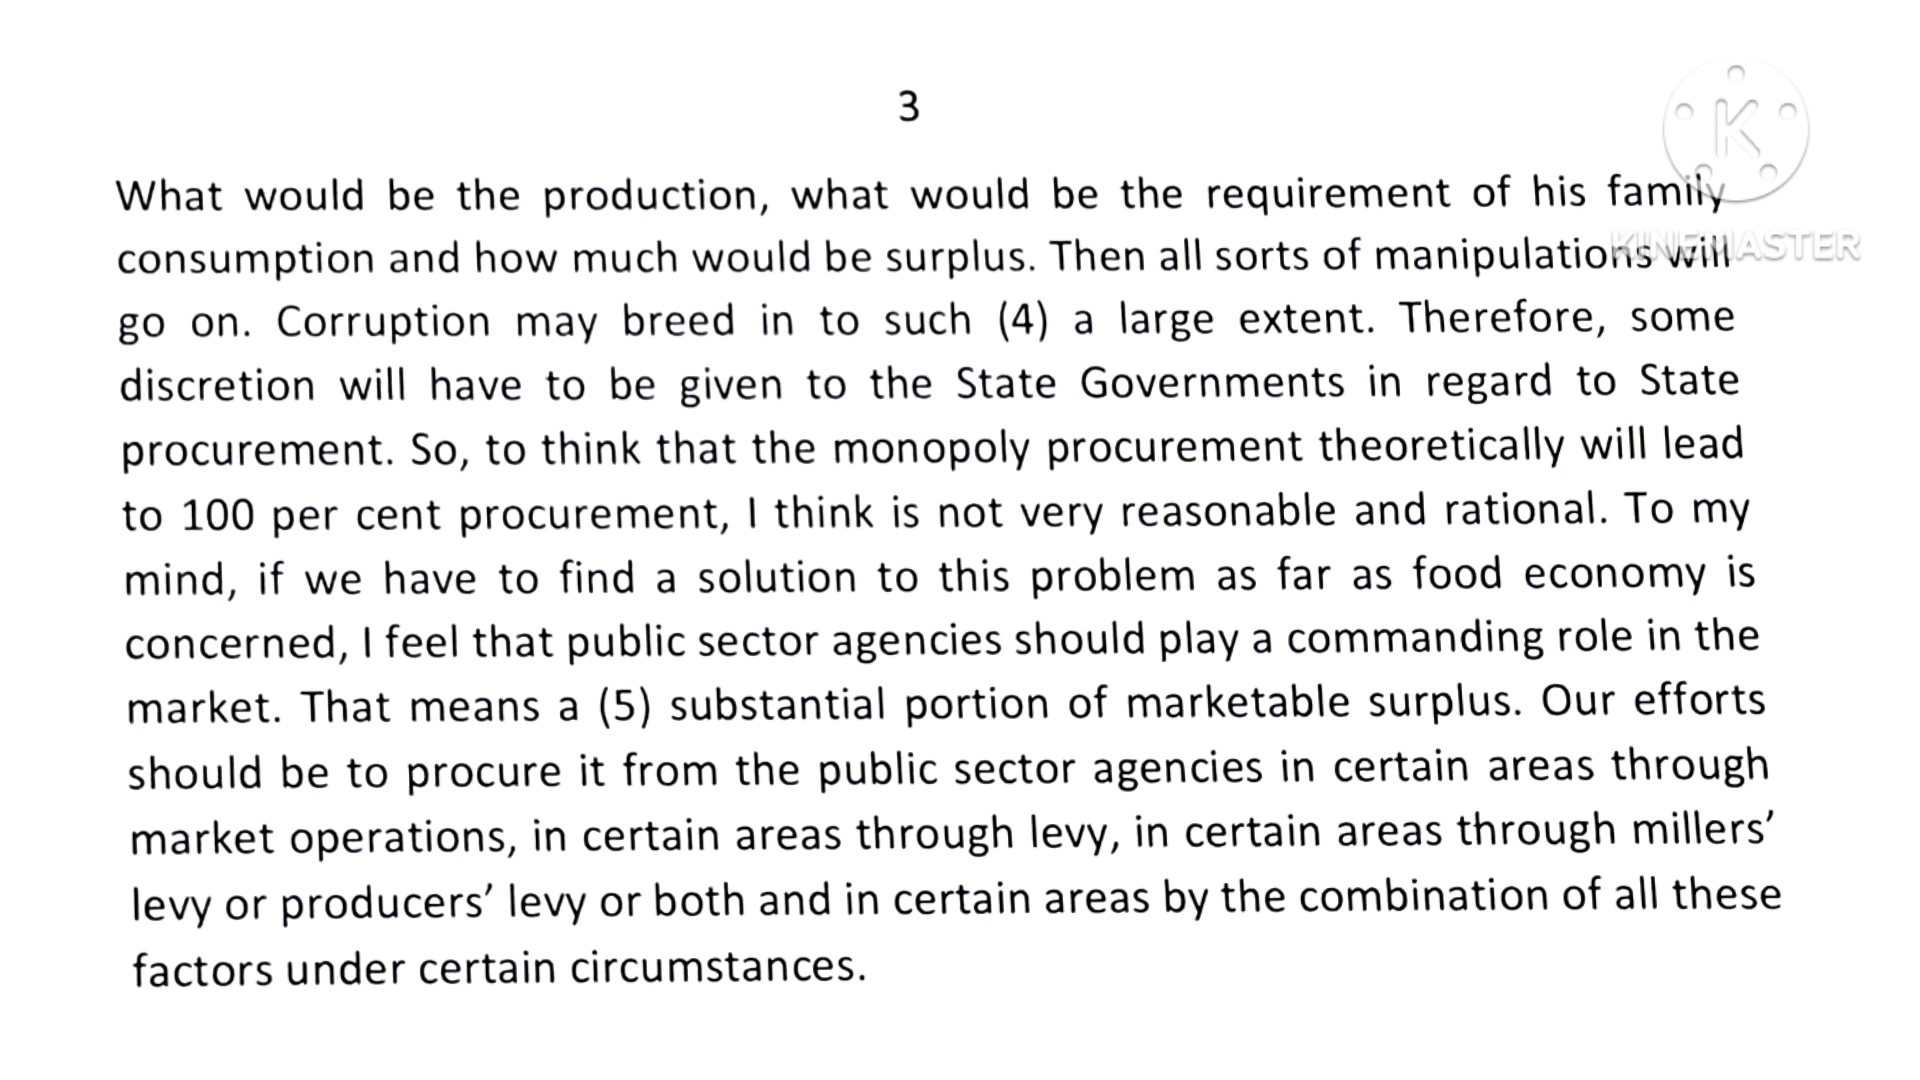 3
K
What would be the production, what would be the requirement of his family
KINEMASTER
consumption and how much would be surplus. Then all sorts of manipulations will
go on. Corruption may breed in to such (4) a large extent. Therefore, some
discretion will have to be given to the State Governments in regard to State
procurement. So, to think that the monopoly procurement theoretically will lead
to 100 per cent procurement, I think is not very reasonable and rational. To my
mind, if we have to find a solution to this problem as far as food economy is
concerned, I feel that public sector agencies should play a commanding role in the
market. That means a (5) substantial portion of marketable surplus. Our efforts
should be to procure it from the public sector agencies in certain areas through
market operations, in certain areas through levy, in certain areas through millers’
levy or producers’ levy or both and in certain areas by the combination of all these
factors under certain circumstances.